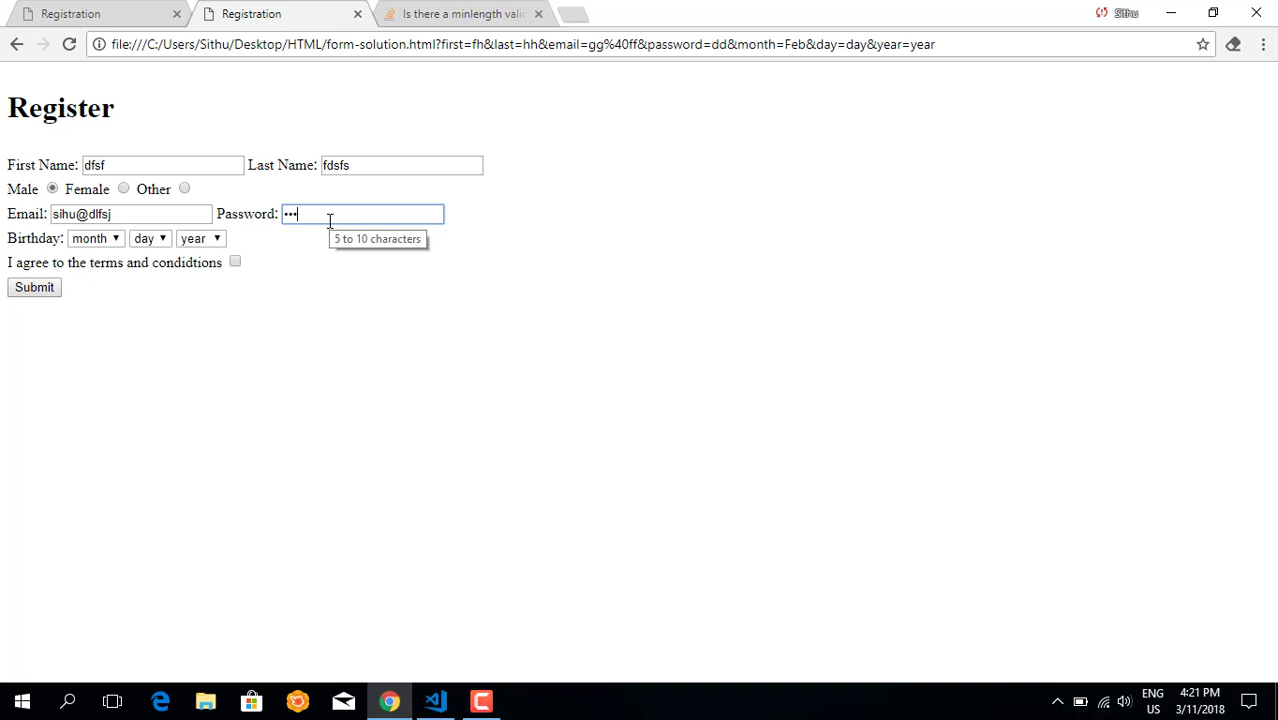 Registration
Registration
Is there a minlength valid
Sithu
file:///C:/Users/Sithu/Desktop/HTML/form-solution.html?first=fh&last=hh&email=gg%40ff&password=dd&month=Feb&day=day&year=year
Register
First Name: dfsf Last Name: fdsfs
Male Female Other
Email: sihu@dlfsj Password: •••
5 to 10 characters
Birthday: month day year
I agree to the terms and condidtions
Submit
ENG 4:21 PM
US 3/11/2018